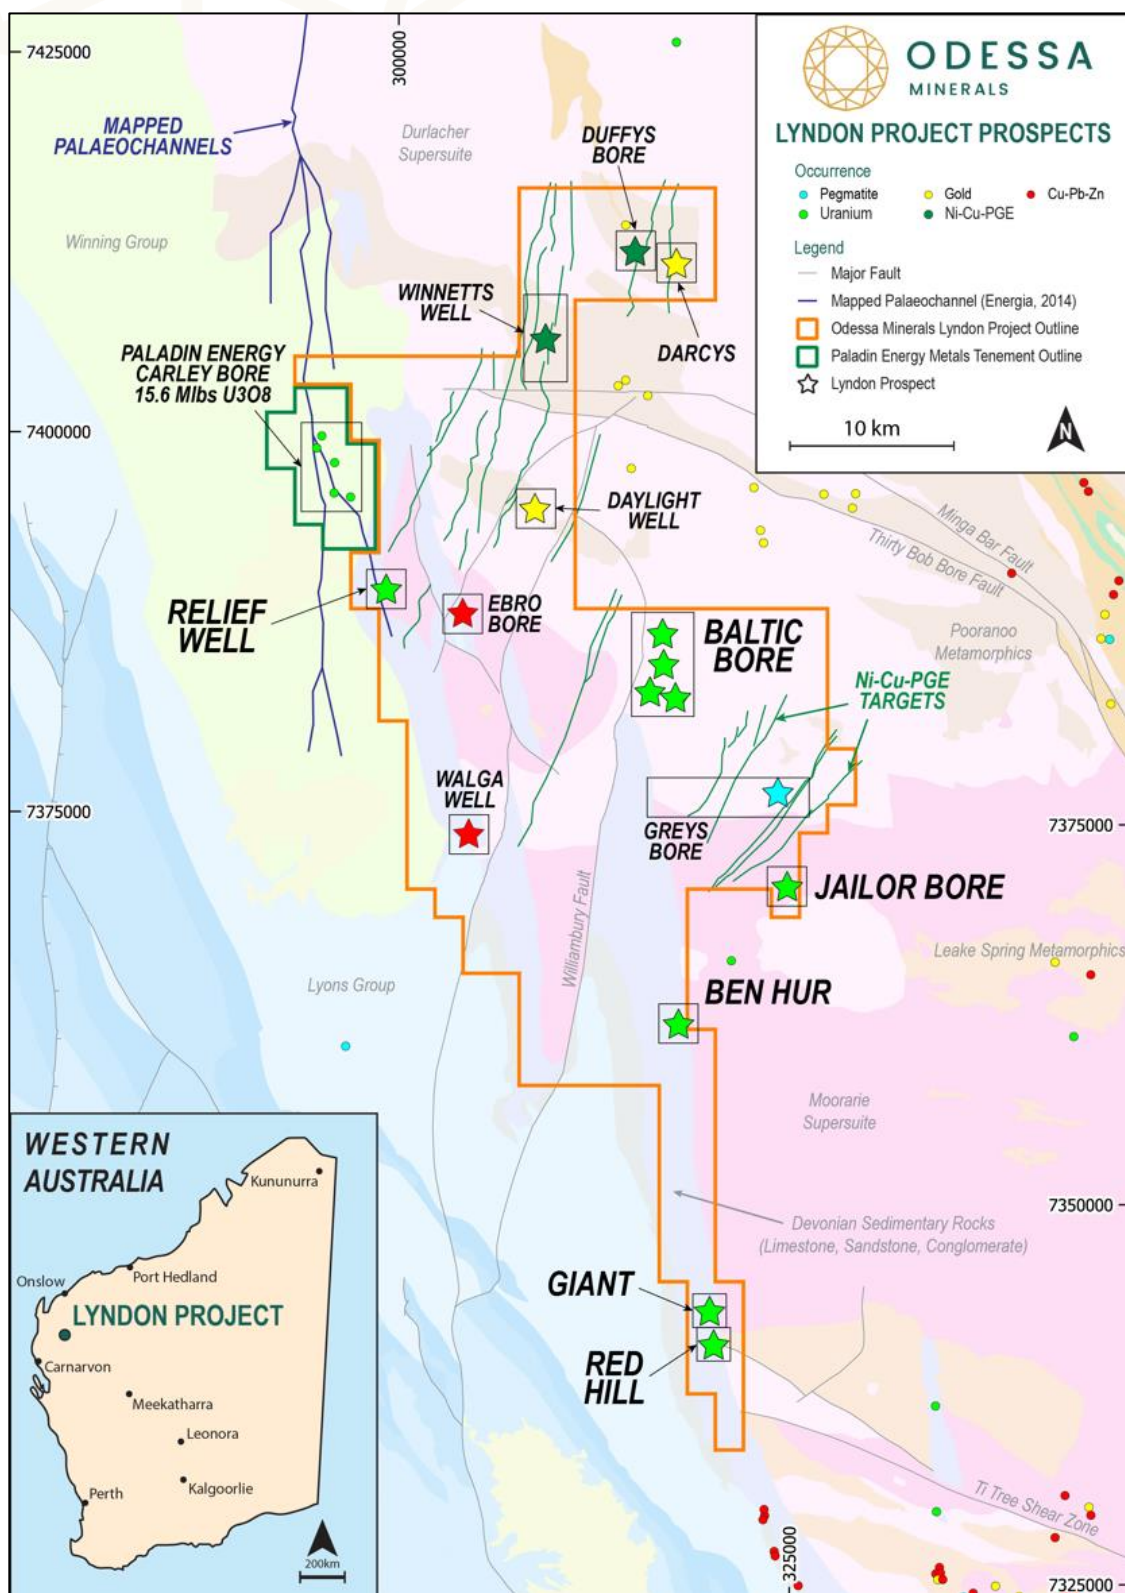 7425000
300000
ODESSA
MINERALS
LYNDON PROJECT PROSPECTS
Occurrence
Pegmatite
Gold
Cu-Pb-Zn
Uranium
Ni-Cu-PGE
Legend
Major Fault
Mapped Palaeochannel (Energia, 2014)
Odessa Minerals Lyndon Project Outline
Paladin Energy Metals Tenement Outline
Lyndon Prospect
10 km
N
MAPPED
PALAEOCHANNELS
Durlacher
Supersuite
DUFFYS
BORE
Winning Group
WINNETTS
WELL
DARCYS
PALADIN ENERGY
CARLEY BORE
15.6 Mlbs U3O8
7400000
DAYLIGHT
WELL
Minga Bar Fault
Thirty Bob Bore Fault
RELIEF
WELL
EBRO
BORE
BALTIC
BORE
Pooranoo
Metamorphics
Ni-Cu-PGE
TARGETS
WALGA
WELL
7375000
7375000
GREYS
BORE
JAILOR BORE
Williambury Fault
Leake Spring Metamorphics
Lyons Group
BEN HUR
Moorarie
Supersuite
WESTERN
AUSTRALIA
Kununurra
7350000
Devonian Sedimentary Rocks
(Limestone, Sandstone, Conglomerate)
Port Hedland
Onslow
LYNDON PROJECT
GIANT
Carnarvon
RED
HILL
Meekatharra
Leonora
Kalgoorlie
Perth
200km
Ti Tree Shear Zone
325000
7325000